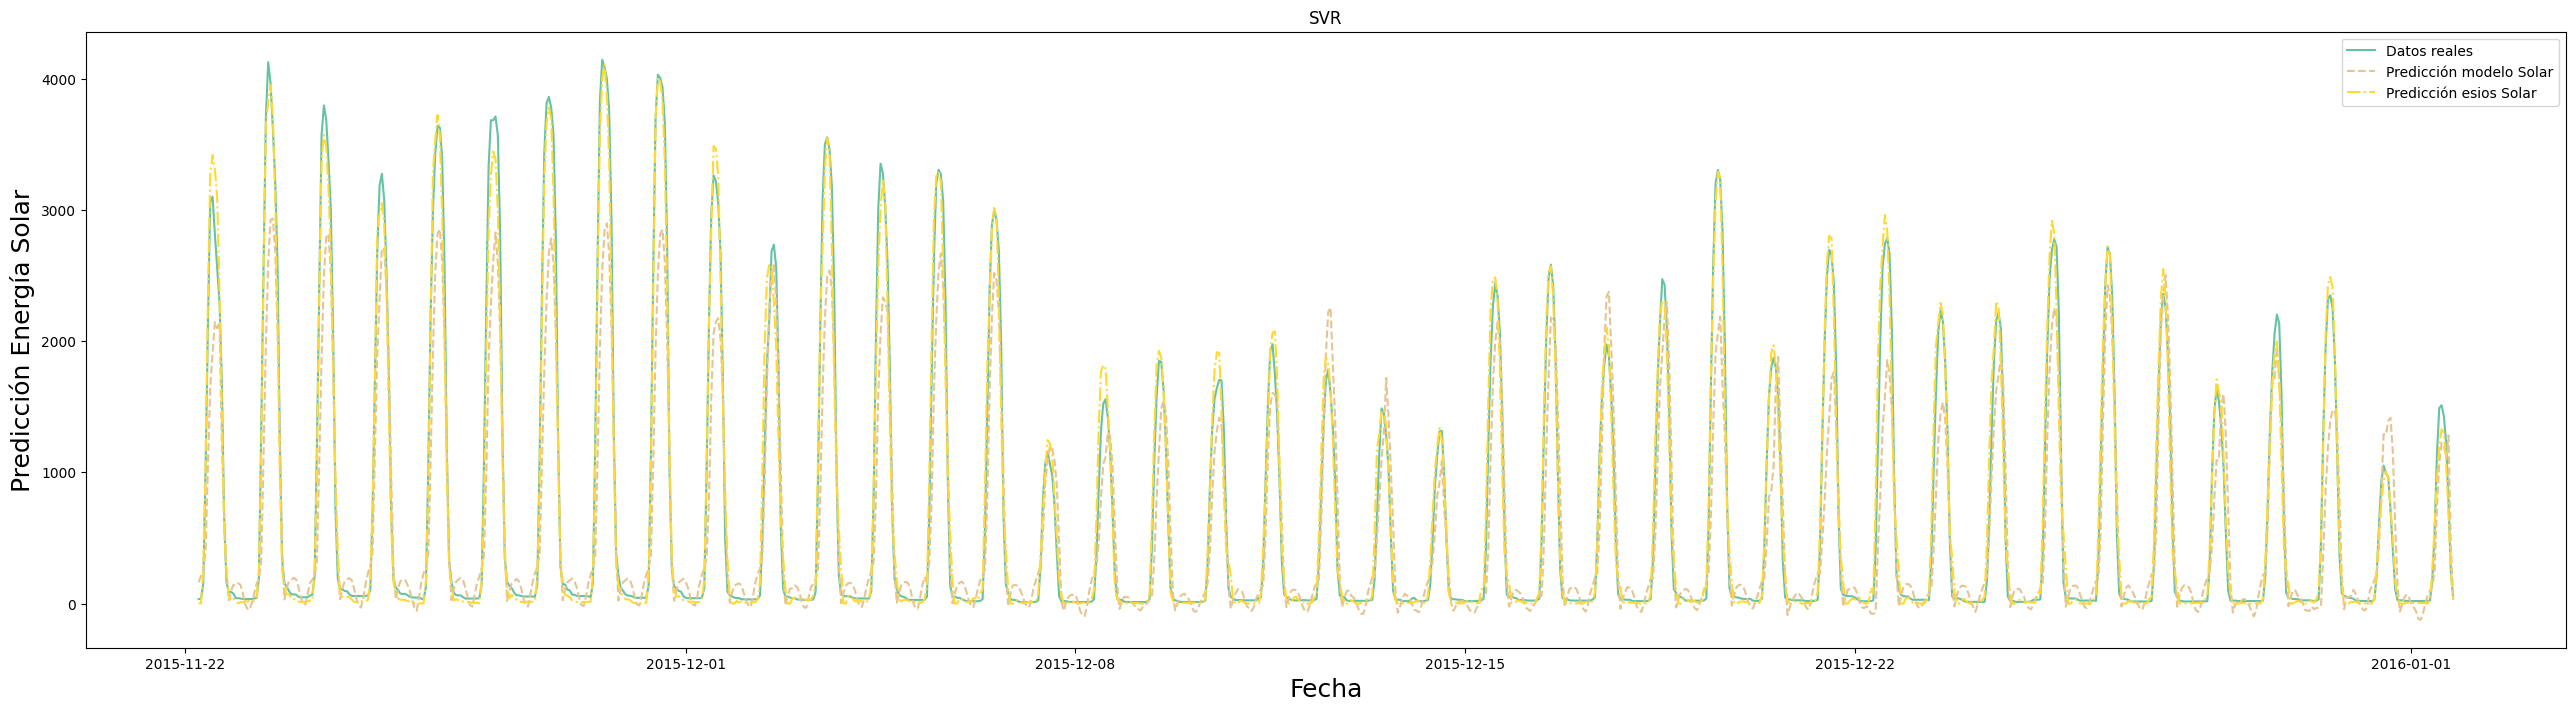 SVR
Datos reales
Predicción modelo Solar
Predicción esios Solar
Predicción Energía Solar
4000
3000
2000
1000
0
2015-11-22
2015-12-01
2015-12-08
2015-12-15
2015-12-22
2016-01-01
Fecha